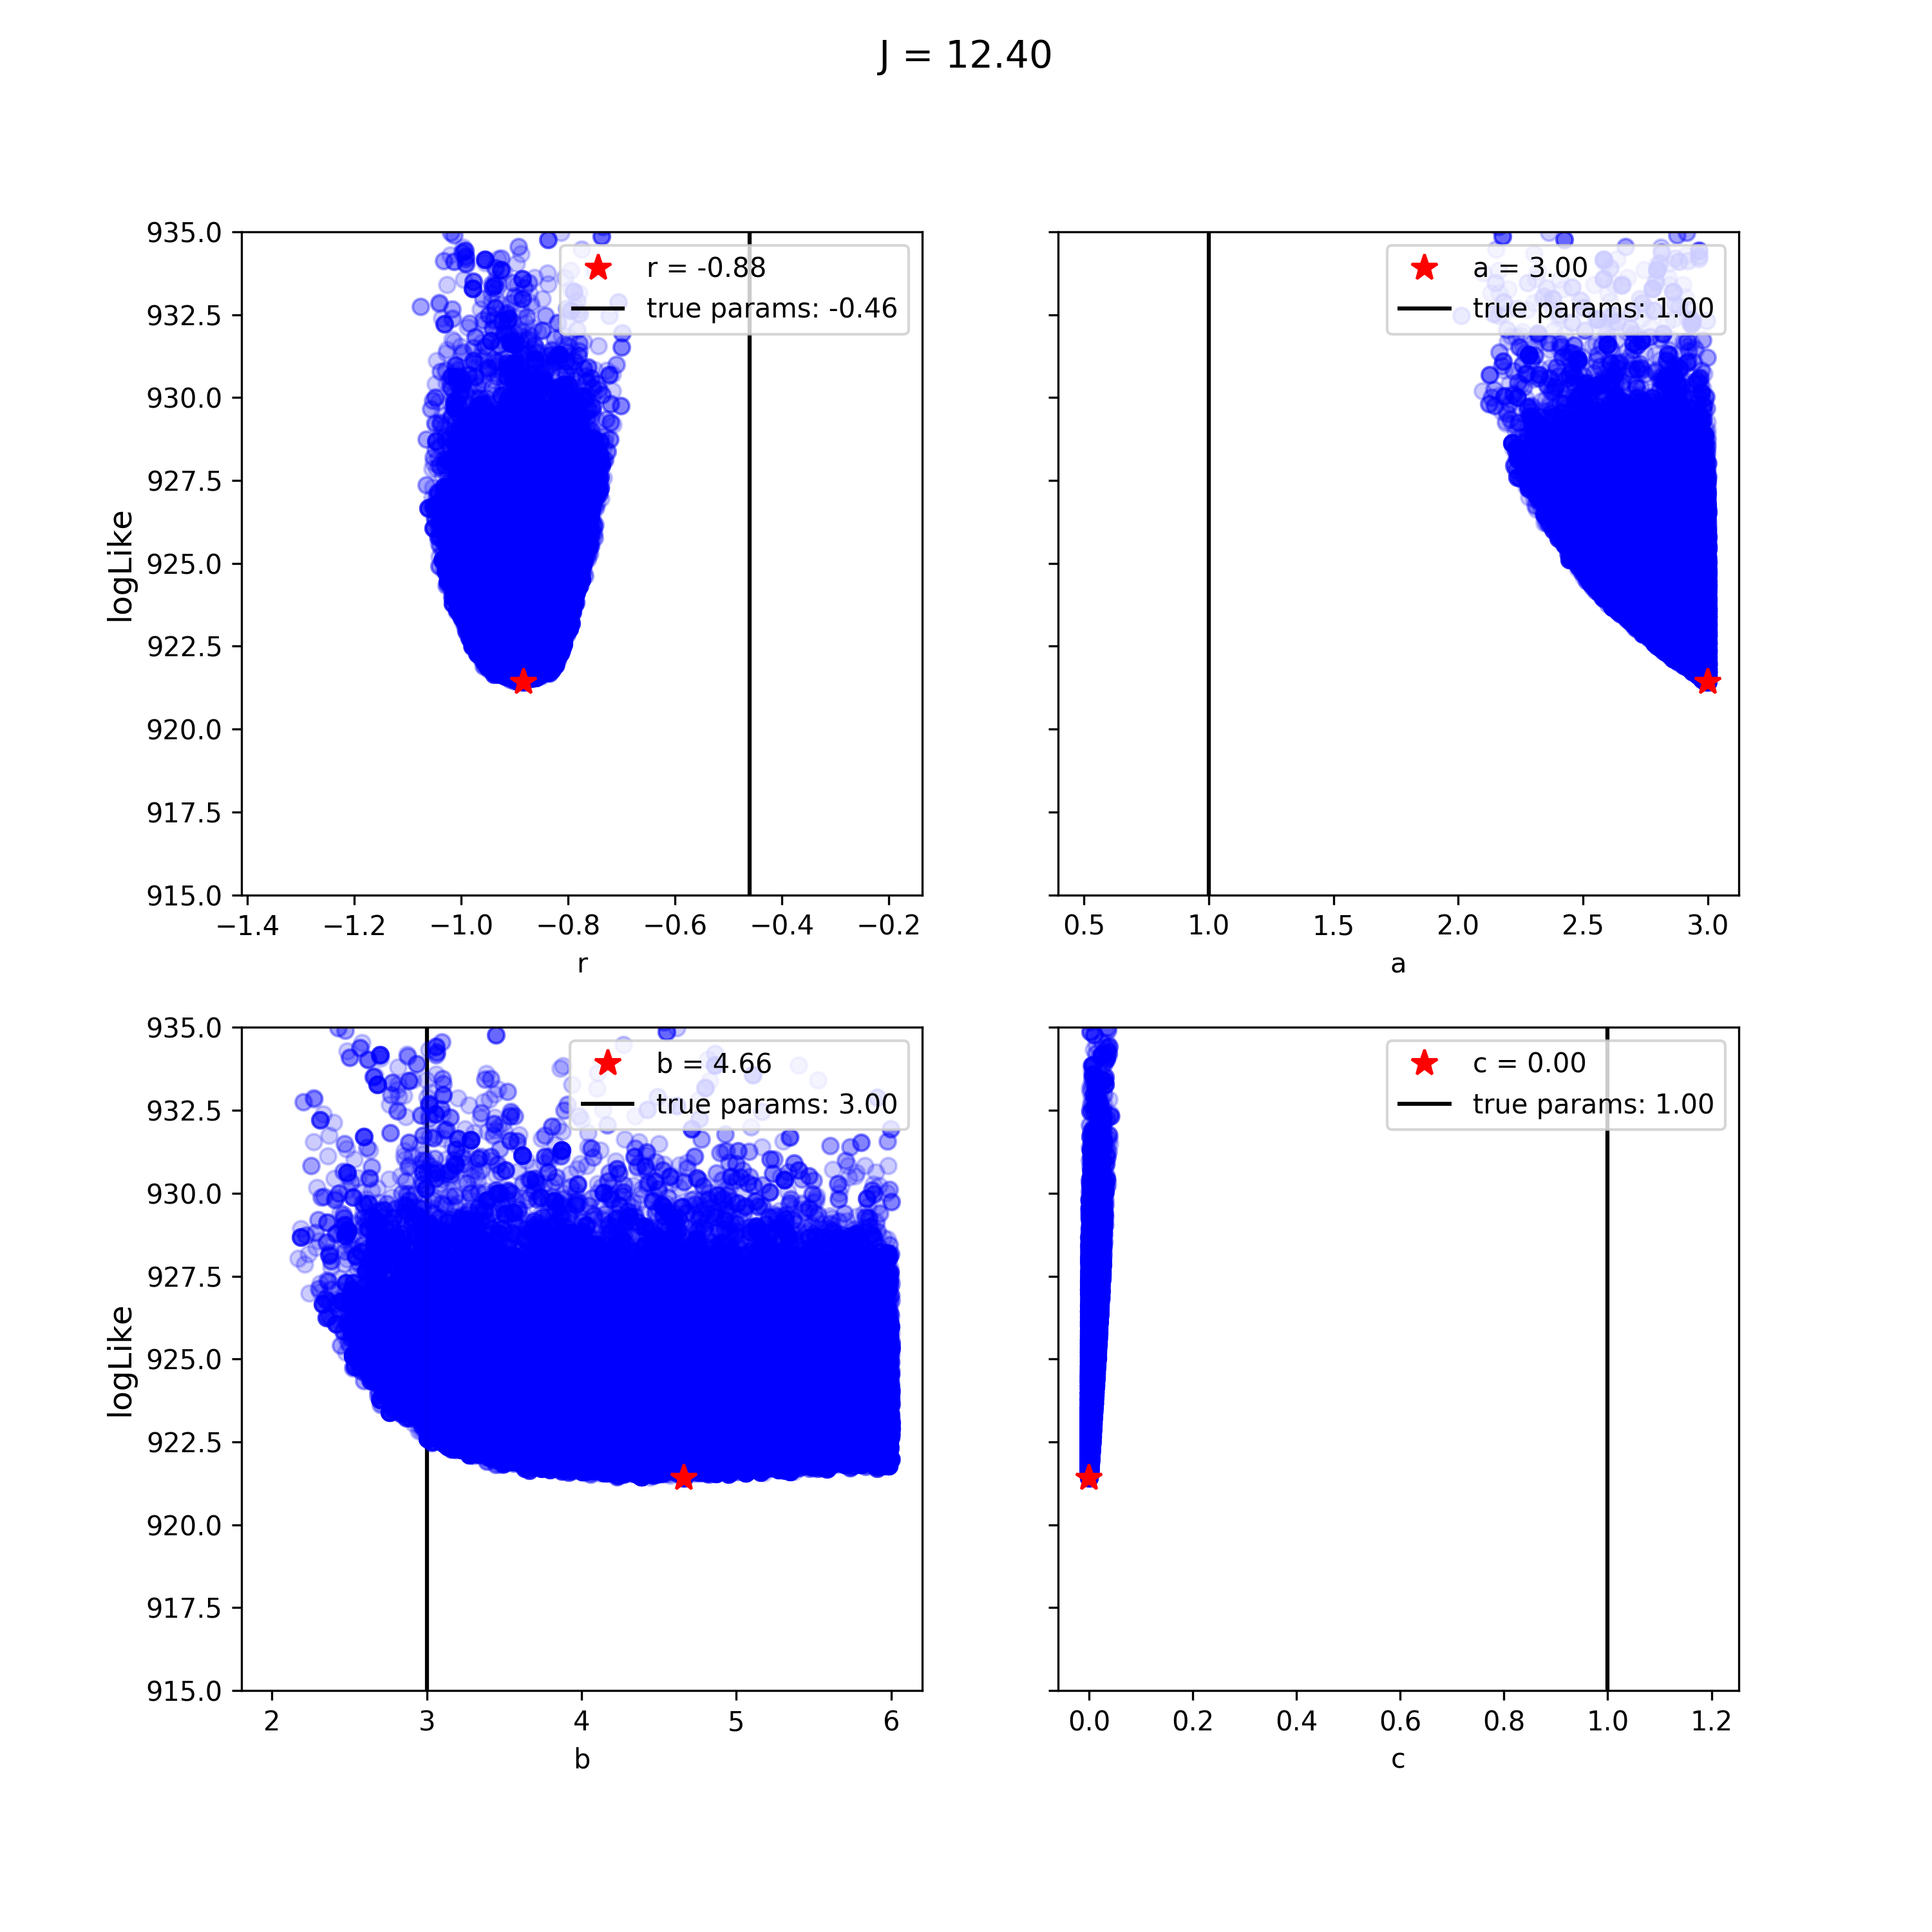 J = 12.40
935.0
932.5
930.0
927.5
925.0
922.5
920.0
917.5
915.0
logLike
r = -0.88
true params: -0.46
−1.4 −1.2 −1.0 −0.8 −0.6 −0.4 −0.2
r
a = 3.00
true params: 1.00
0.5 1.0 1.5 2.0 2.5 3.0
a
935.0
932.5
930.0
927.5
925.0
922.5
920.0
917.5
915.0
logLike
b = 4.66
true params: 3.00
2 3 4 5 6
b
c = 0.00
true params: 1.00
0.0 0.2 0.4 0.6 0.8 1.0 1.2
c